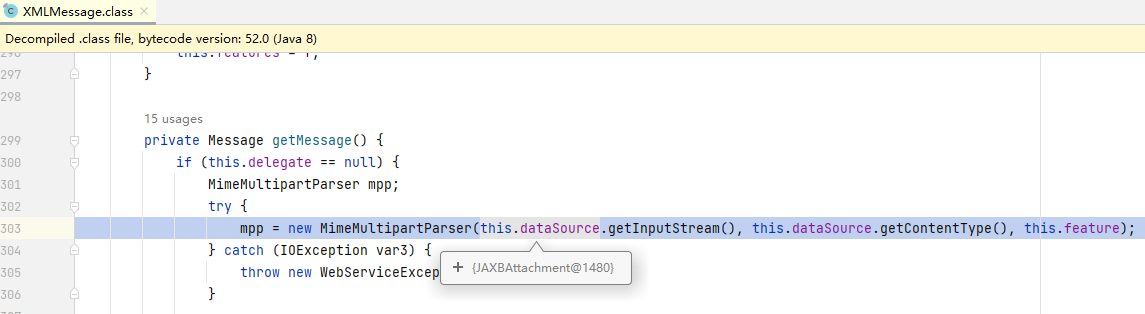 XMLMessage.class
Decompiled .class file, bytecode version: 52.0 (Java 8)
296 this.features = f;
297 }
298
15 usages
299 private Message getMessage() {
300 if (this.delegate == null) {
301 MimeMultipartParser mpp;
302 try {
303 mpp = new MimeMultipartParser(this.dataSource.getInputStream(), this.dataSource.getContentType(), this.feature);
304 } catch (IOException var3) {
305 throw new WebServiceExcep
+ {JAXBAttachment@1480}
306 }